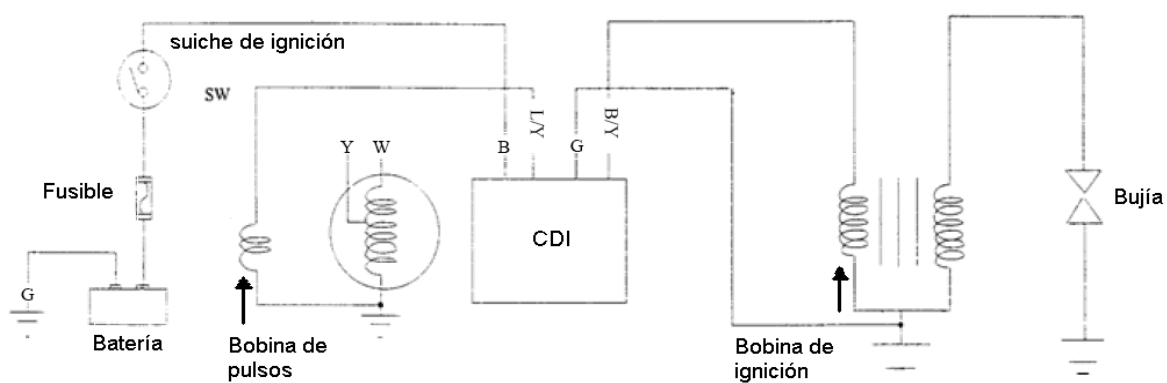 suiche de ignición
SW
L/Y
B/Y
Y W
B
G
Fusible
Bujía
CDI
G
Batería
Bobina de
pulsos
Bobina de
ignición